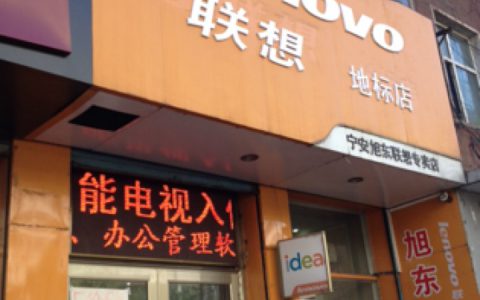 novo
联想
地标店
宁安旭东联想专卖店
能电视入
、办公管理软
idea
旭东
lenovo